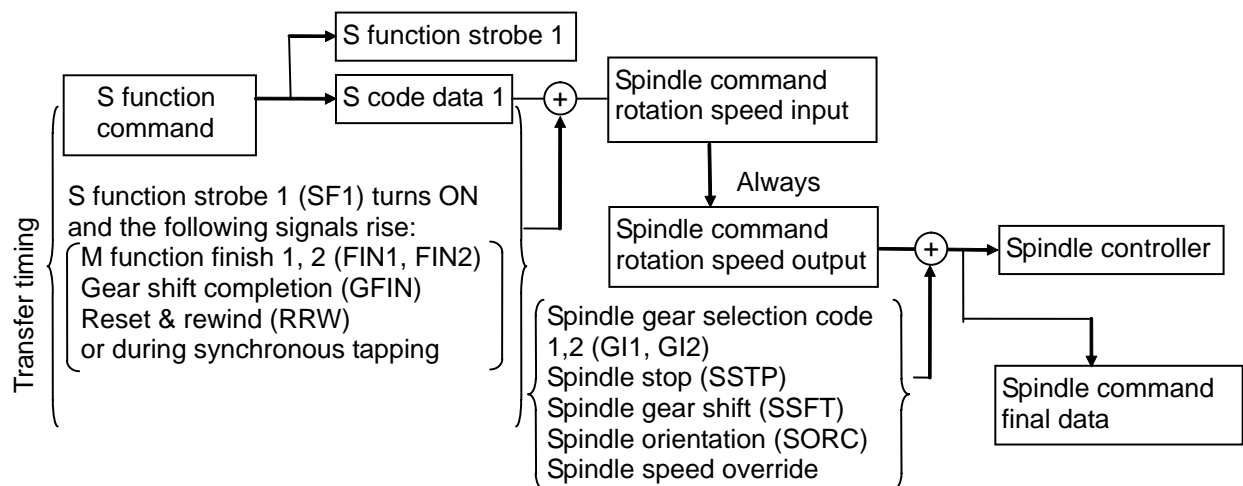 S function strobe 1
S function
command
S code data 1
+
Spindle command
rotation speed input
Transfer timing
S function strobe 1 (SF1) turns ON
and the following signals rise:
M function finish 1, 2 (FIN1, FIN2)
Gear shift completion (GFIN)
Reset & rewind (RRW)
or during synchronous tapping
Always
Spindle command
rotation speed output
+
Spindle controller
Spindle gear selection code
1,2 (GI1, GI2)
Spindle stop (SSTP)
Spindle gear shift (SSFT)
Spindle orientation (SORC)
Spindle speed override
Spindle command
final data